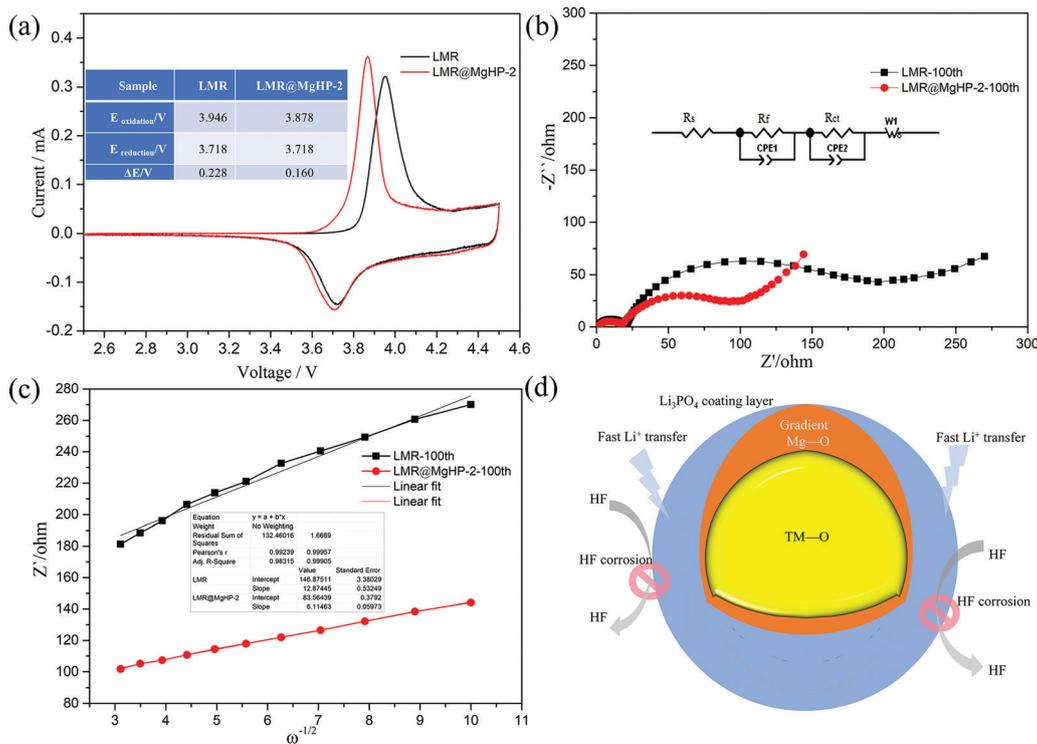 (a)
LMR
LMR@MgHP-2
Sample LMR LMR@MgHP-2
E oxidation/V 3.946 3.878
E reduction/V 3.718 3.718
ΔE/V 0.228 0.160
Current / mA
0.4
0.3
0.2
0.1
0.0
-0.1
-0.2
2.6 2.8 3.0 3.2 3.4 3.6 3.8 4.0 4.2 4.4 4.6
Voltage / V
(b)
LMR-100th
LMR@MgHP-2-100th
Rs Rf Rct W1
CPE1 CPE2
-Z``/ohm
300
250
200
150
100
50
0
0 50 100 150 200 250 300
Z'/ohm
(c)
LMR-100th
LMR@MgHP-2-100th
Linear fit
Linear fit
Equation y = a + b*x
Weight No Weighting
Residual Sum of Squares 132.46016 1.6669
Pearson's r 0.99239 0.99957
Adj. R-Square 0.98315 0.99905
Value Standard Error
LMR Intercept 146.87511 3.38029
Slope 12.87445 0.53249
LMR@MgHP-2 Intercept 83.56439 0.3792
Slope 6.11463 0.05973
Z`/ohm
280
260
240
220
200
180
160
140
120
100
80
3 4 5 6 7 8 9 10 11
ω-1/2
(d)
Li3PO4 coating layer
Gradient
Mg—O
Fast Li+ transfer
Fast Li+ transfer
HF
HF
TM—O
HF corrosion
HF corrosion
HF
HF